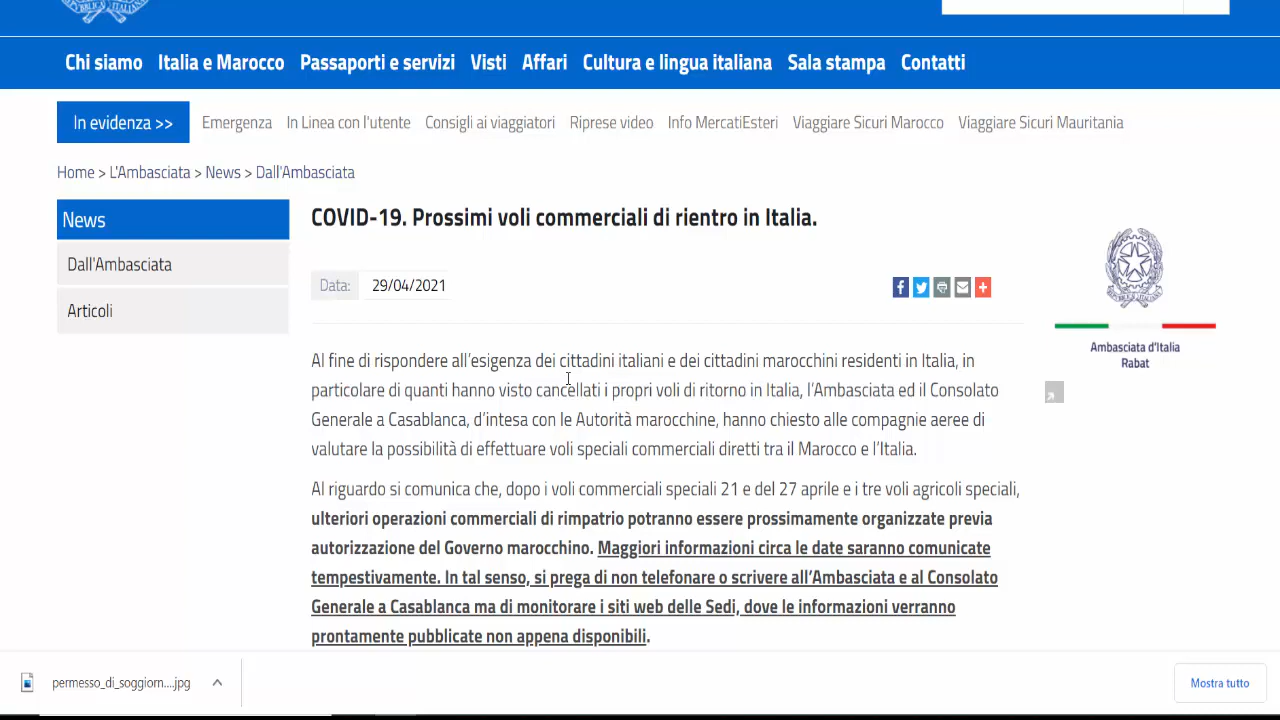 Chi siamo Italia e Marocco Passaporti e servizi Visti Affari Cultura e lingua italiana Sala stampa Contatti
In evidenza >> Emergenza In Linea con l'utente Consigli ai viaggiatori Riprese video Info MercatiEsteri Viaggiare Sicuri Marocco Viaggiare Sicuri Mauritania
Home > L'Ambasciata > News > Dall'Ambasciata
News
Dall'Ambasciata
Articoli
COVID-19. Prossimi voli commerciali di rientro in Italia.
Data: 29/04/2021
Al fine di rispondere all'esigenza dei cittadini italiani e dei cittadini marocchini residenti in Italia, in
particolare di quanti hanno visto cancellati i propri voli di ritorno in Italia, l'Ambasciata ed il Consolato
Generale a Casablanca, d'intesa con le Autorità marocchine, hanno chiesto alle compagnie aeree di
valutare la possibilità di effettuare voli speciali commerciali diretti tra il Marocco e l'Italia.
Al riguardo si comunica che, dopo i voli commerciali speciali 21 e del 27 aprile e i tre voli agricoli speciali,
ulteriori operazioni commerciali di rimpatrio potranno essere prossimamente organizzate previa
autorizzazione del Governo marocchino. Maggiori informazioni circa le date saranno comunicate
tempestivamente. In tal senso, si prega di non telefonare o scrivere all'Ambasciata e al Consolato
Generale a Casablanca ma di monitorare i siti web delle Sedi, dove le informazioni verranno
prontamente pubblicate non appena disponibili.
Ambasciata d'Italia
Rabat
permesso_di_soggiorn....jpg
Mostra tutto